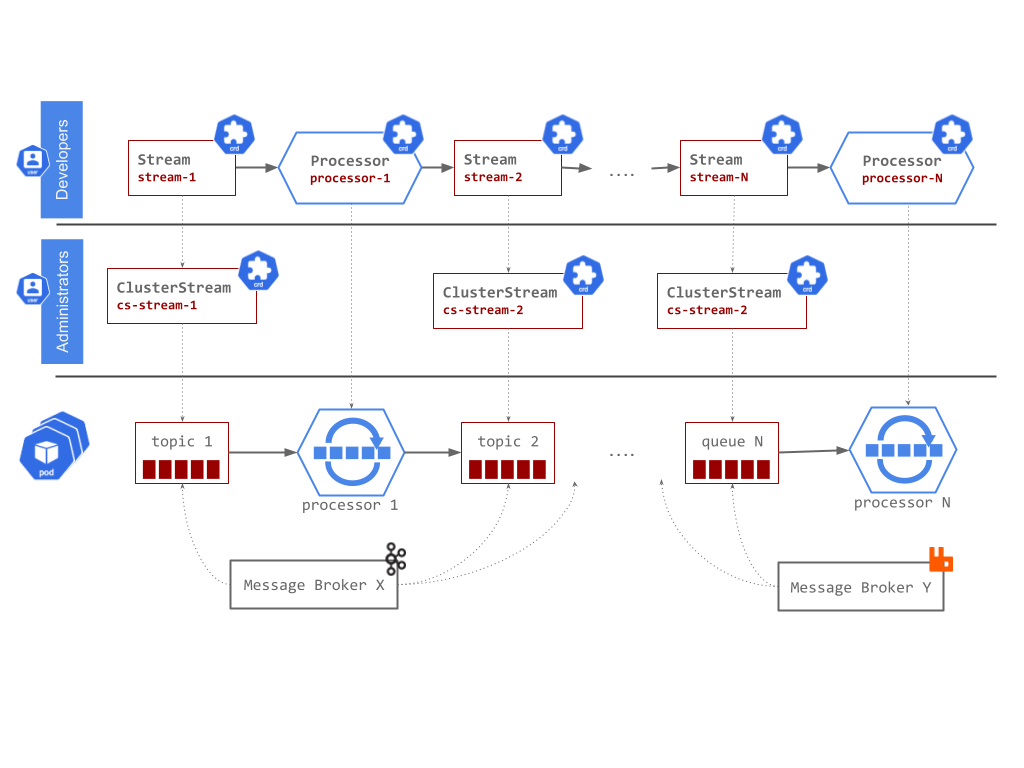 Developers
user
Stream
stream-1
crd
Processor
processor-1
crd
Stream
stream-2
crd
....
Stream
stream-N
crd
Processor
processor-N
crd
Administrators
user
ClusterStream
cs-stream-1
crd
ClusterStream
cs-stream-2
crd
ClusterStream
cs-stream-2
crd
pod
topic 1
processor 1
topic 2
....
queue N
processor N
Message Broker X
Message Broker Y